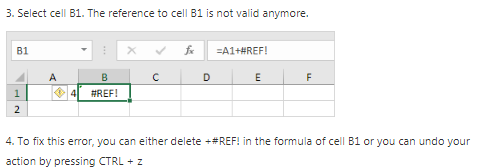 3. Select cell B1. The reference to cell B1 is not valid anymore.
B1 fx =A1+#REF!
A B C D E F
1 4 #REF!
2
4. To fix this error, you can either delete +#REF! in the formula of cell B1 or you can undo your
action by pressing CTRL + z